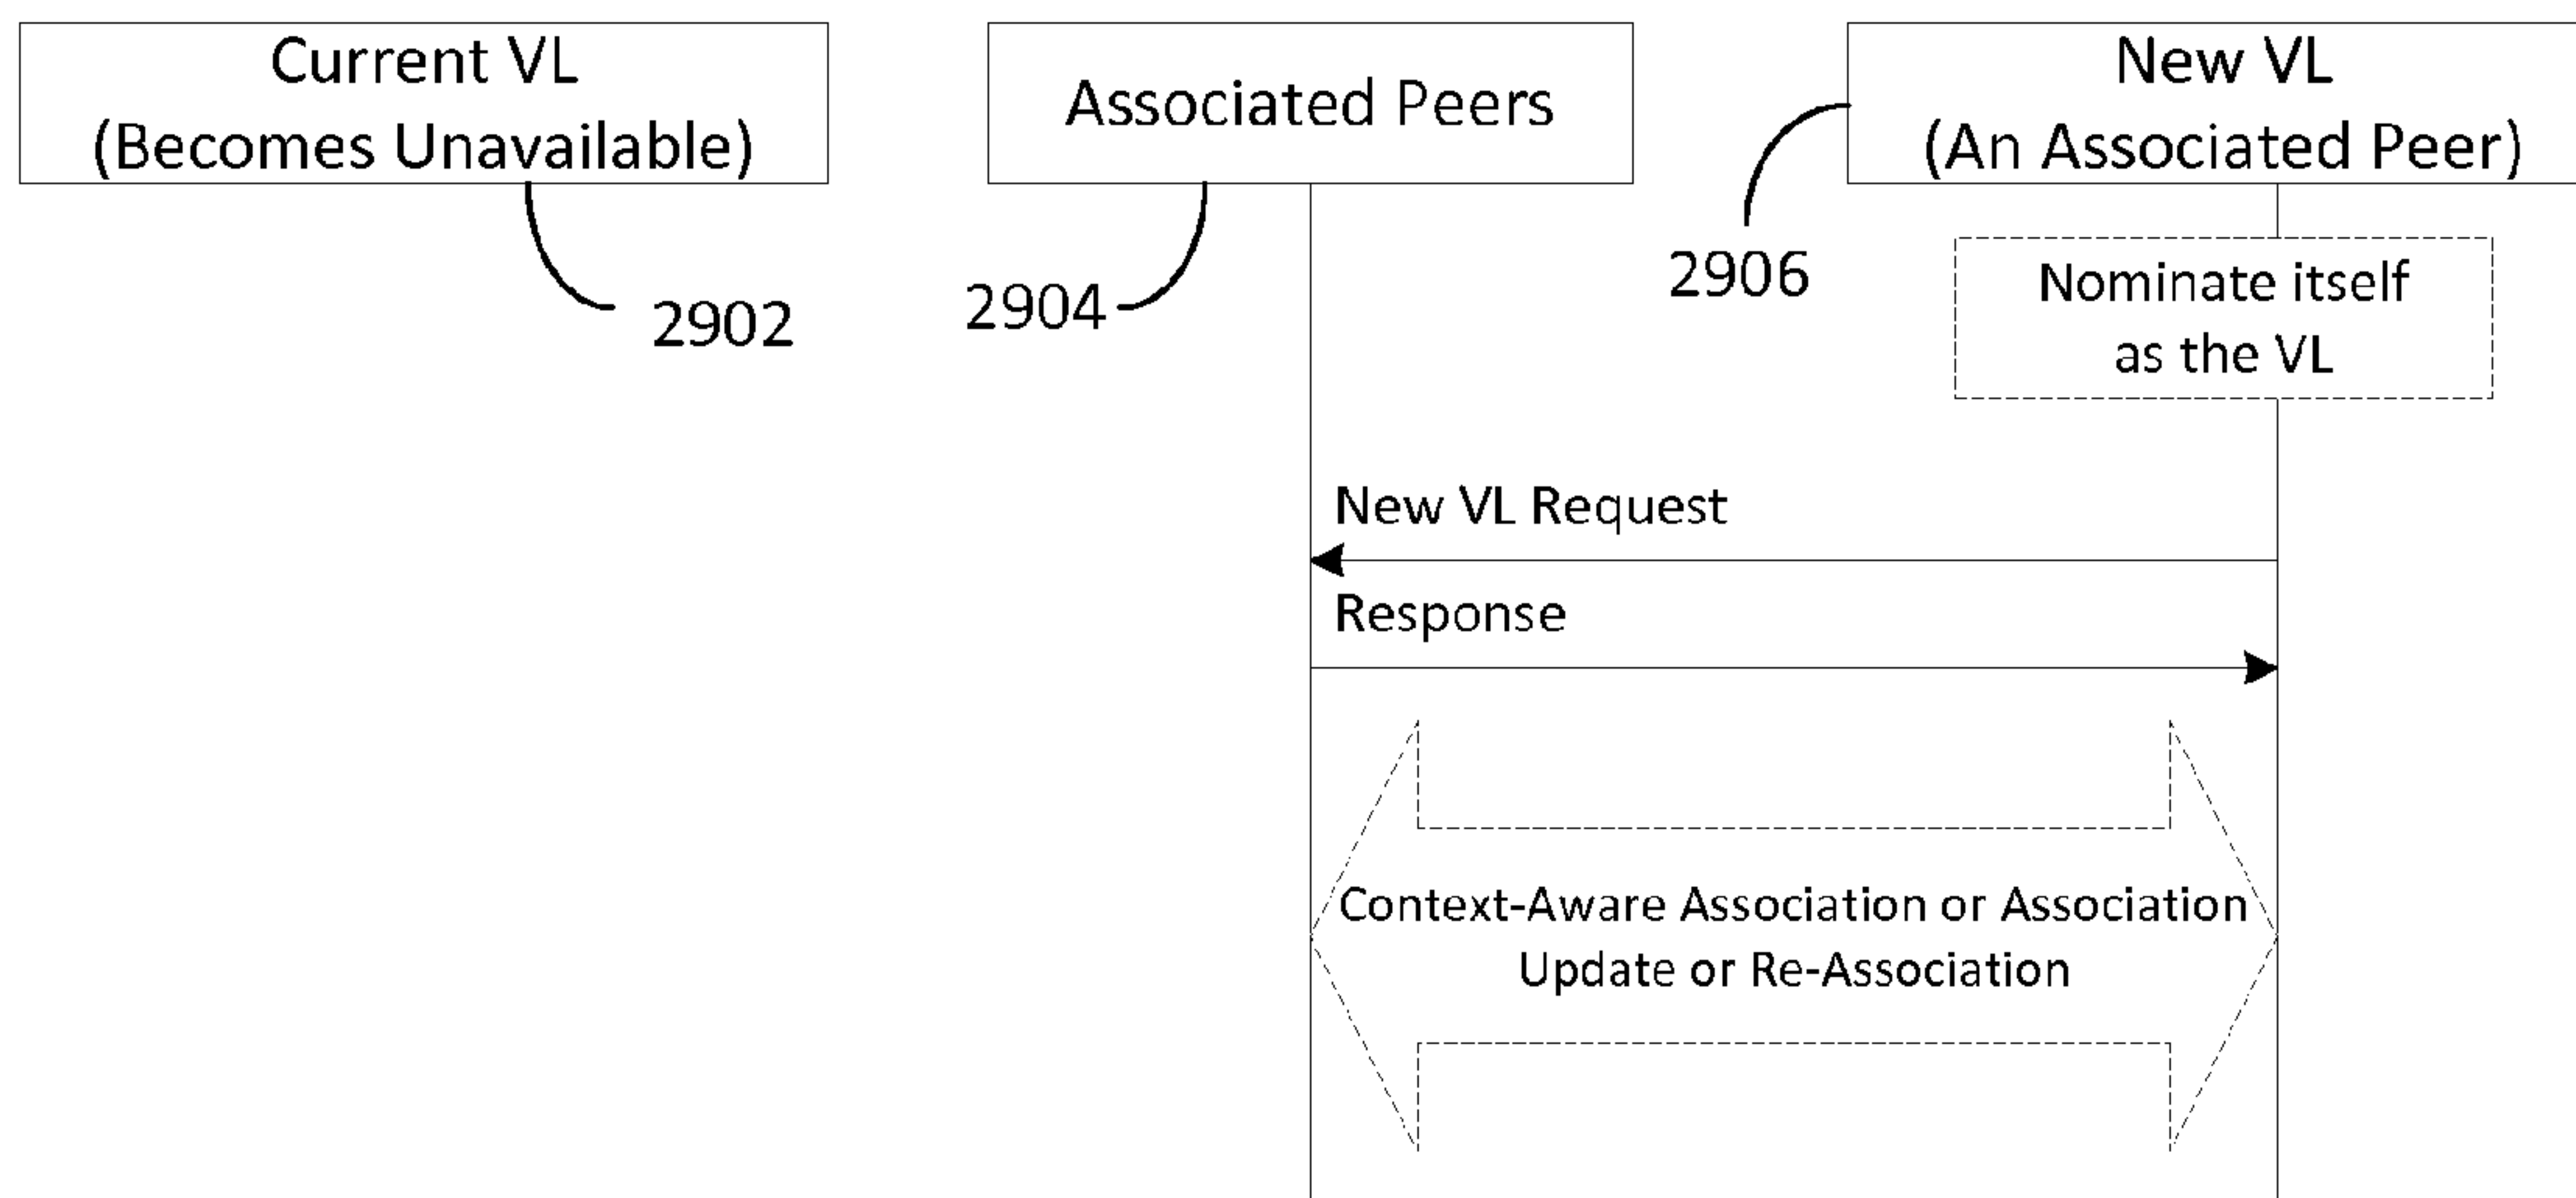 Current VL
(Becomes Unavailable)
Associated Peers
New VL
(An Associated Peer)
2902
2904
2906
Nominate itself
as the VL
New VL Request
Response
Context-Aware Association or Association
Update or Re-Association